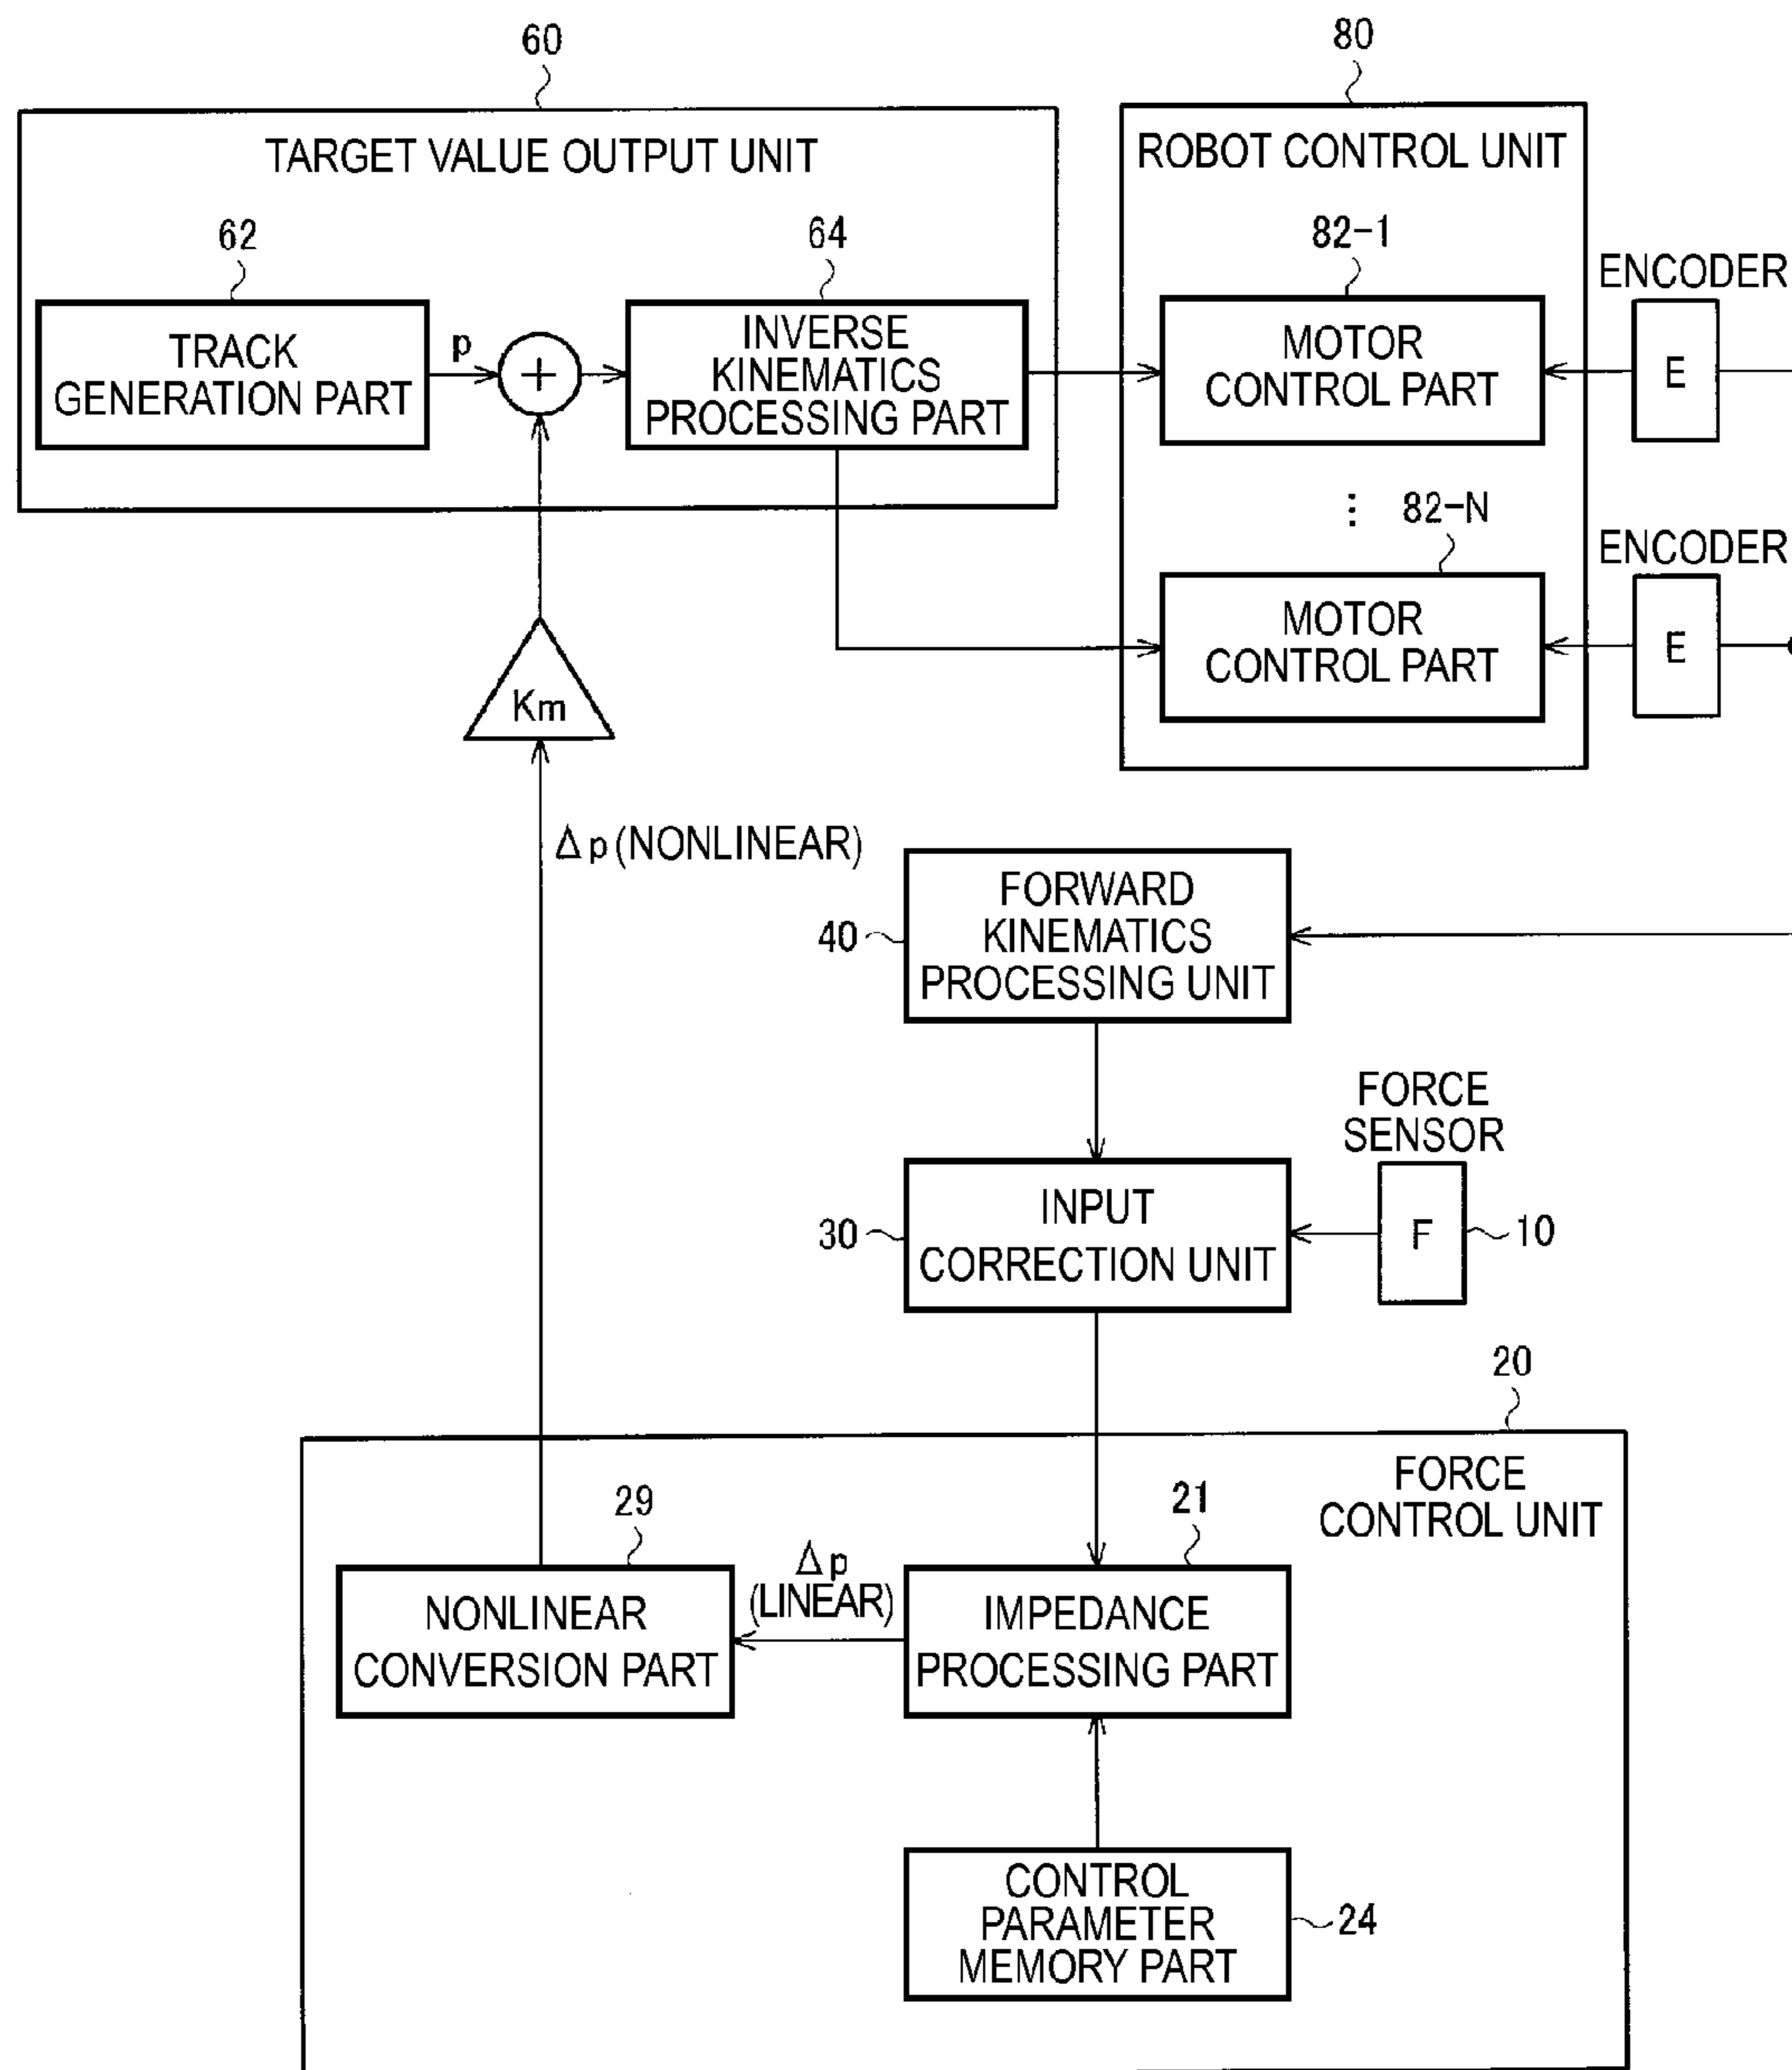 60
80
TARGET VALUE OUTPUT UNIT
ROBOT CONTROL UNIT
62
64
82-1
ENCODER
TRACK
GENERATION PART
p
+
INVERSE
KINEMATICS
PROCESSING PART
MOTOR
CONTROL PART
E
⋮
82-N
ENCODER
MOTOR
CONTROL PART
E
Km
Δp (NONLINEAR)
FORWARD
KINEMATICS
PROCESSING UNIT
40
FORCE
SENSOR
INPUT
CORRECTION UNIT
30
F
10
20
FORCE
CONTROL UNIT
29
21
Δp
(LINEAR)
NONLINEAR
CONVERSION PART
IMPEDANCE
PROCESSING PART
CONTROL
PARAMETER
MEMORY PART
24